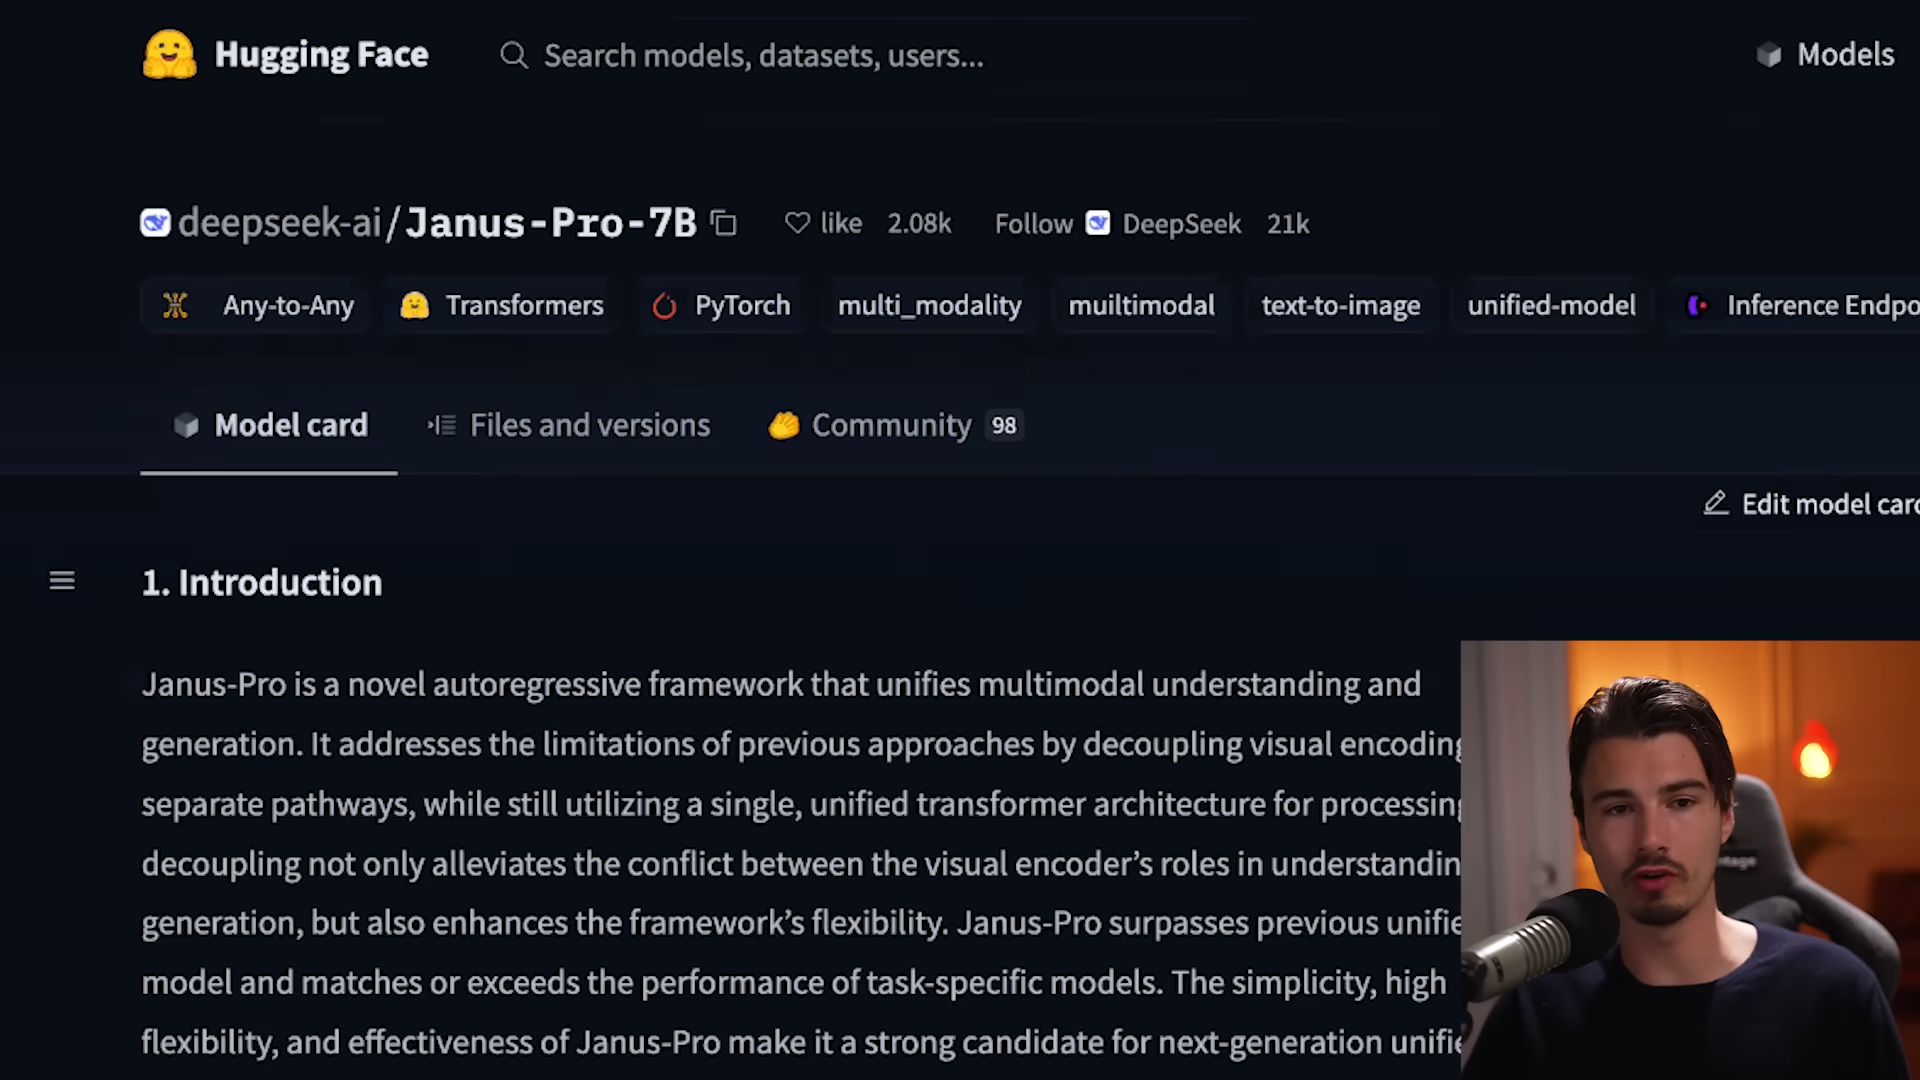 Hugging Face
Search models, datasets, users...
Models
deepseek-ai/Janus-Pro-7B
like 2.08k
Follow DeepSeek 21k
Any-to-Any
Transformers
PyTorch
multi_modality
muiltimodal
text-to-image
unified-model
Inference Endpo
Model card
Files and versions
Community 98
Edit model card
1. Introduction
Janus-Pro is a novel autoregressive framework that unifies multimodal understanding and
generation. It addresses the limitations of previous approaches by decoupling visual encoding
separate pathways, while still utilizing a single, unified transformer architecture for processing
decoupling not only alleviates the conflict between the visual encoder’s roles in understandin
generation, but also enhances the framework’s flexibility. Janus-Pro surpasses previous unifie
model and matches or exceeds the performance of task-specific models. The simplicity, high
flexibility, and effectiveness of Janus-Pro make it a strong candidate for next-generation unifie